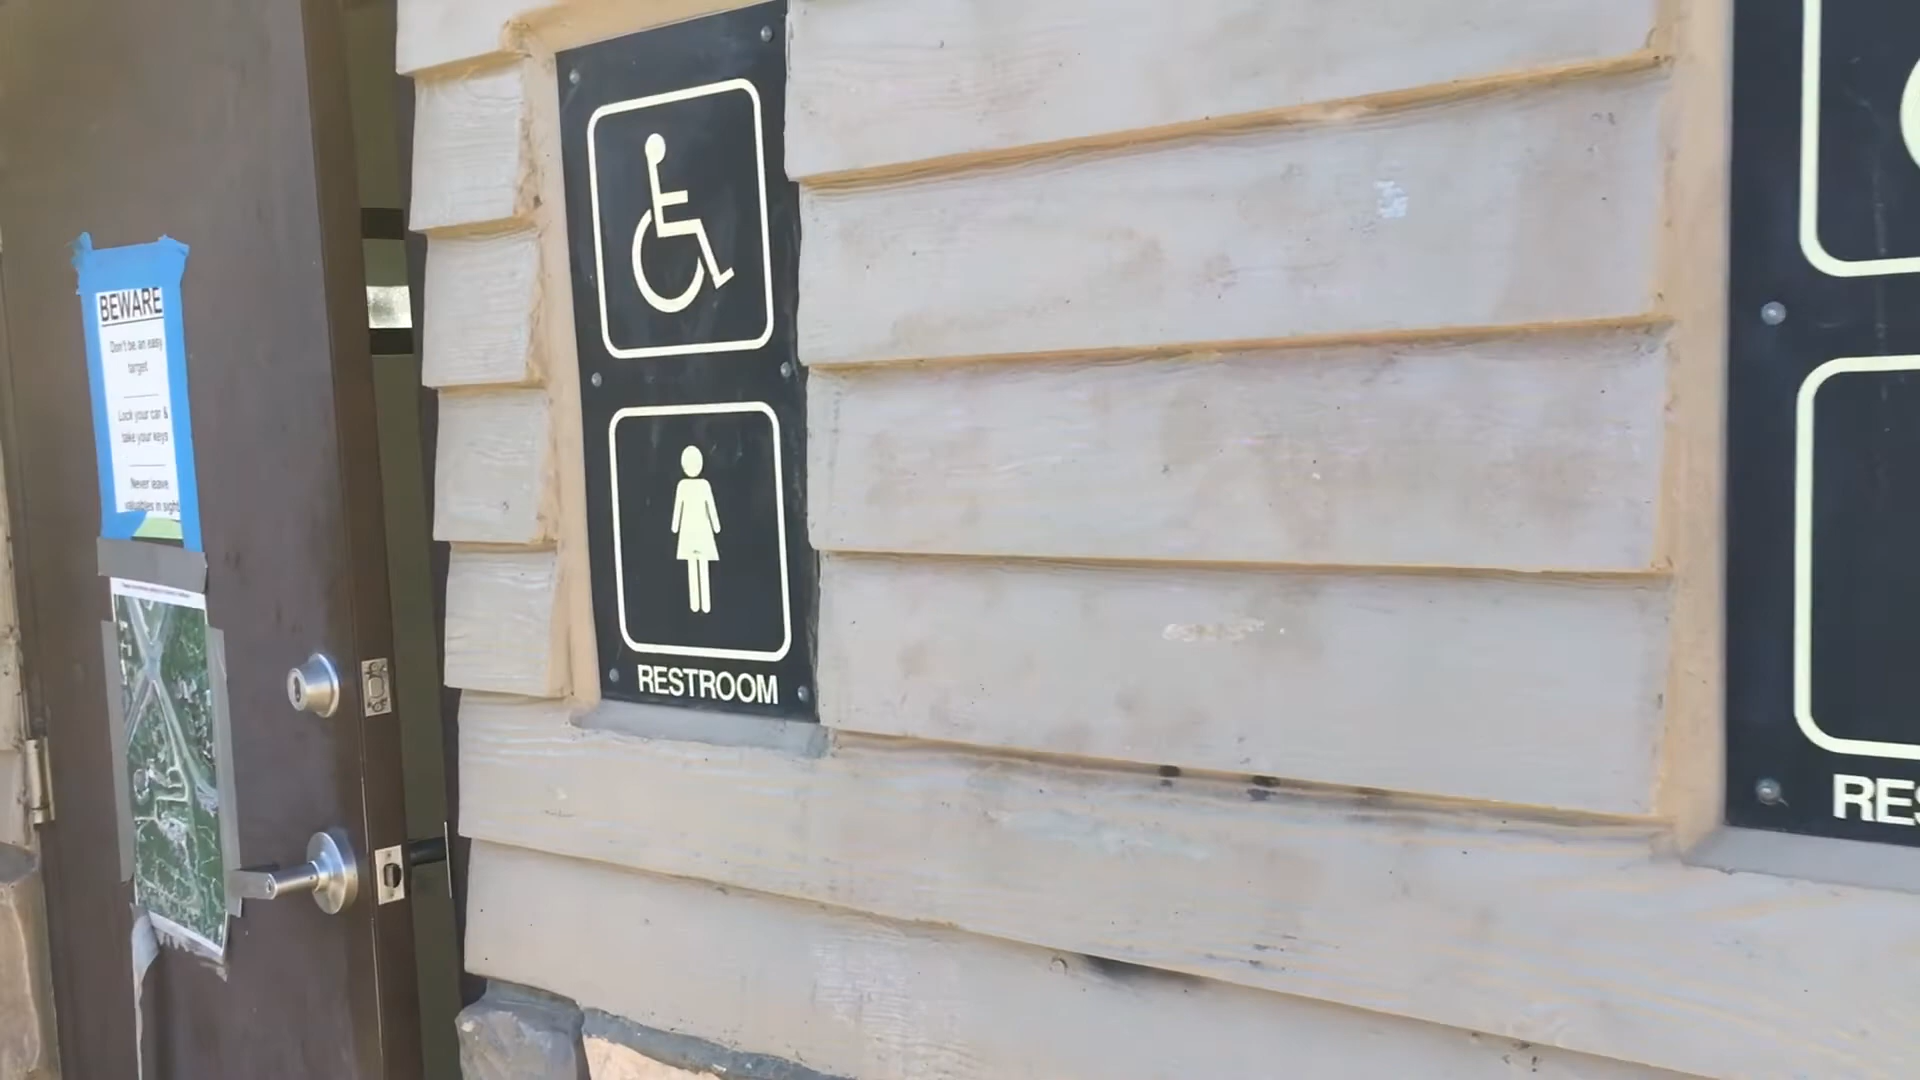 BEWARE
Don't be an easy
target
Lock your car &
take your keys
Never leave
valuables in sight
RESTROOM
RES